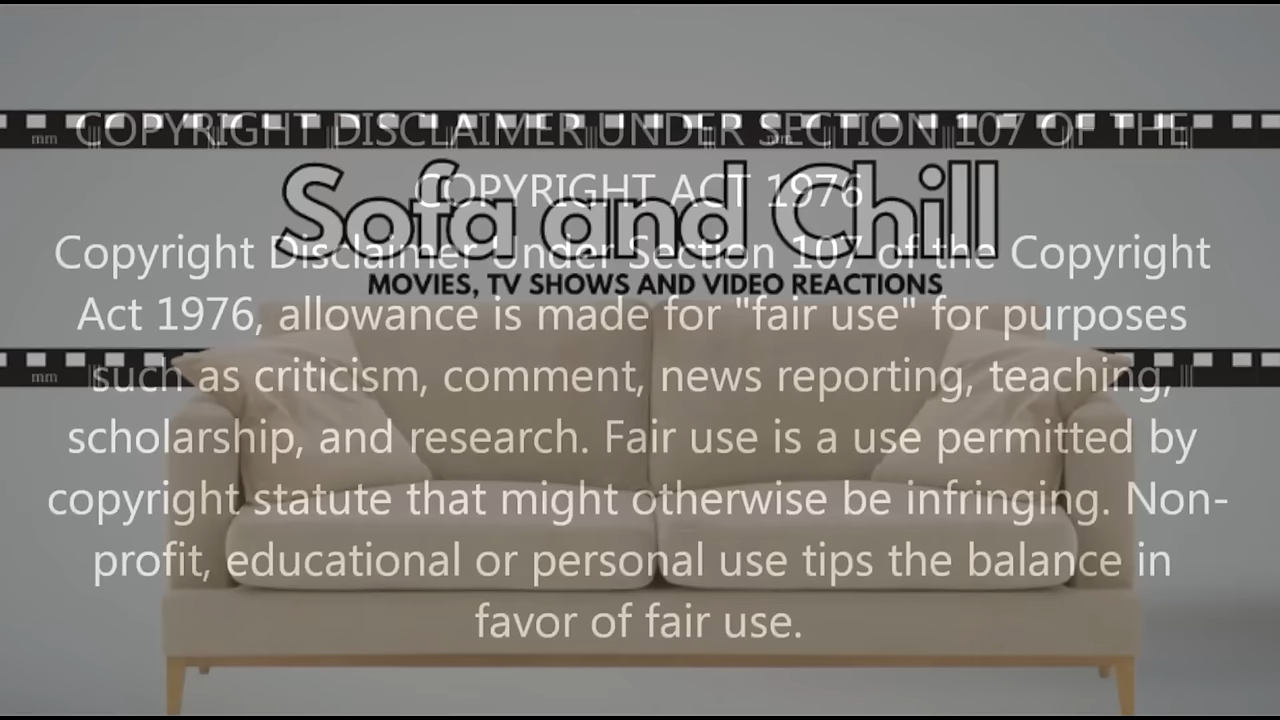 mm
mm
COPYRIGHT DISCLAIMER UNDER SECTION 107 OF THE
COPYRIGHT ACT 1976
Sofa and Chill
Copyright Disclaimer Under Section 107 of the Copyright
MOVIES, TV SHOWS AND VIDEO REACTIONS
Act 1976, allowance is made for "fair use" for purposes
mm
such as criticism, comment, news reporting, teaching,
scholarship, and research. Fair use is a use permitted by
copyright statute that might otherwise be infringing. Non-
profit, educational or personal use tips the balance in
favor of fair use.